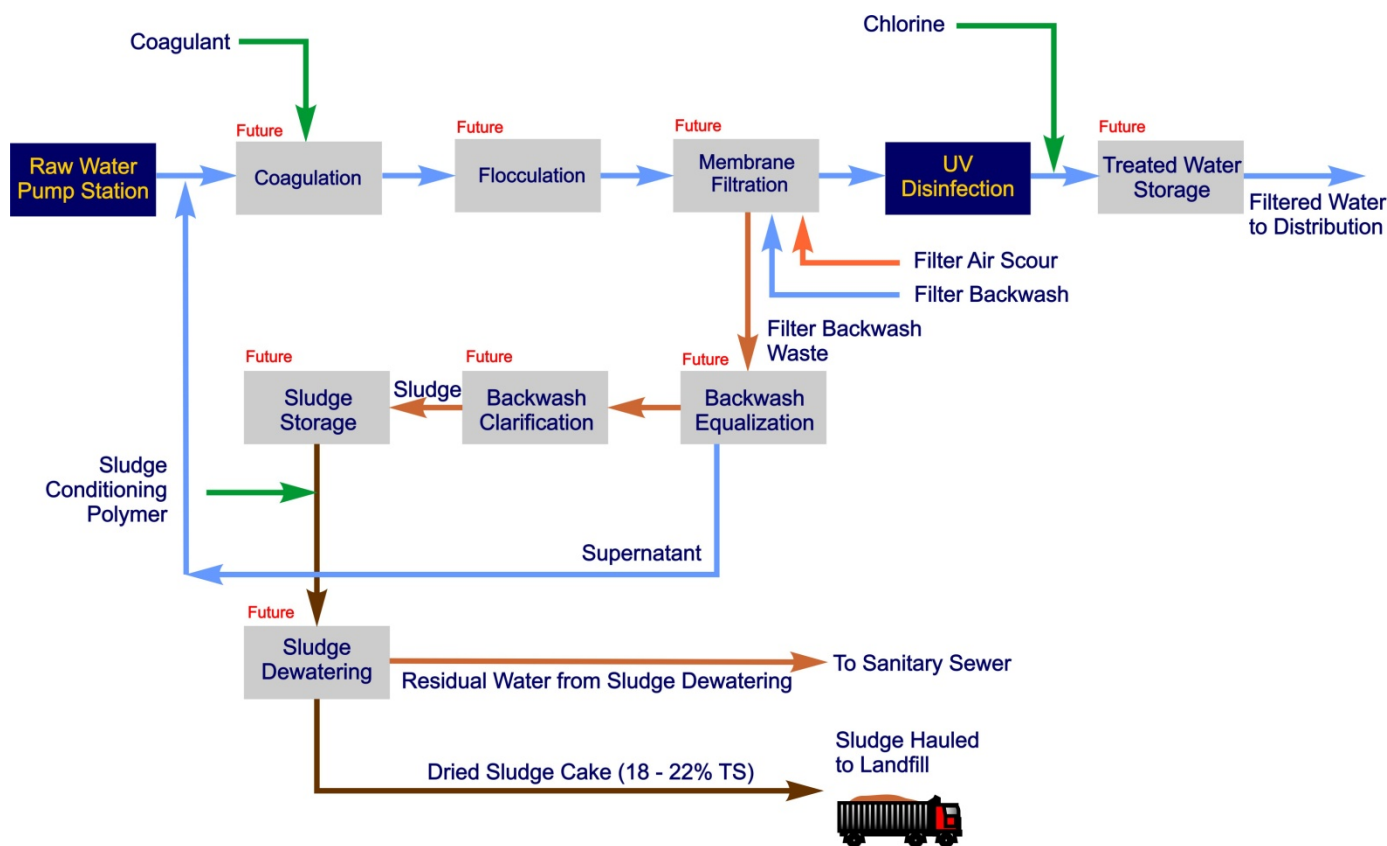 Coagulant
Chlorine
Future
Future
Future
Future
Raw Water
Pump Station
Coagulation
Flocculation
Membrane
Filtration
UV
Disinfection
Treated Water
Storage
Filtered Water
to Distribution
Filter Air Scour
Filter Backwash
Filter Backwash
Waste
Future
Future
Future
Sludge
Storage
Sludge
Backwash
Clarification
Backwash
Equalization
Sludge
Conditioning
Polymer
Supernatant
Future
Sludge
Dewatering
To Sanitary Sewer
Residual Water from Sludge Dewatering
Sludge Hauled
to Landfill
Dried Sludge Cake (18 - 22% TS)